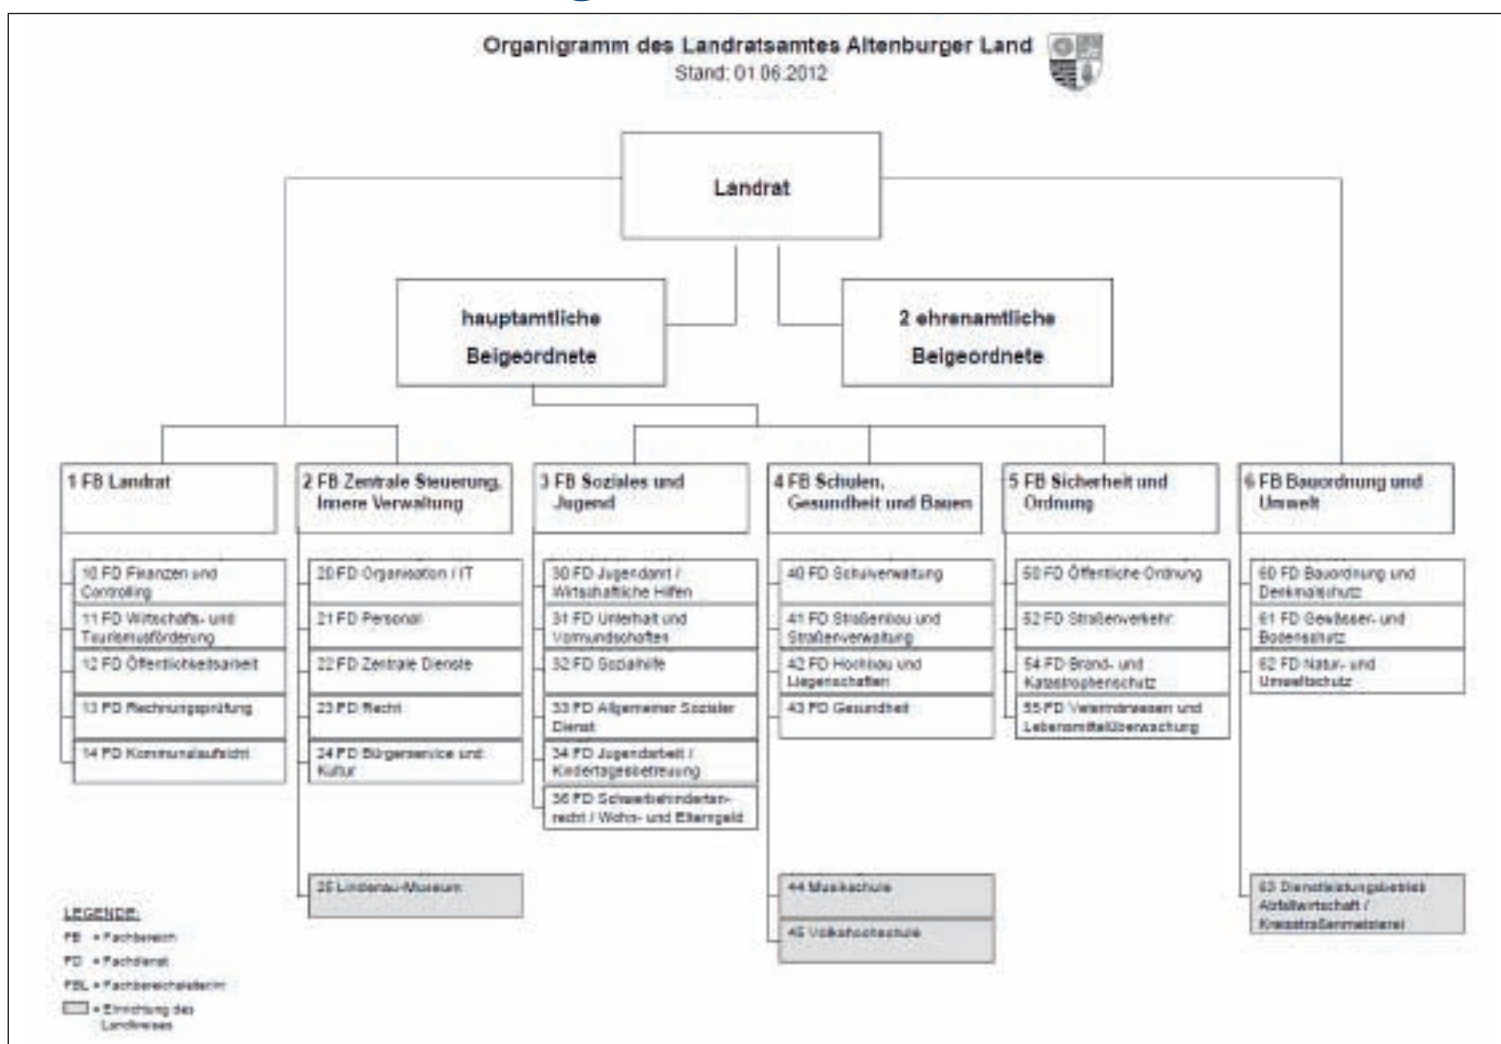 Organigramm des Landratsamtes Altenburger Land
Stand: 01.06.2012
Landrat
hauptamtliche
Beigeordnete
2 ehrenamtliche
Beigeordnete
1 FB Landrat
2 FB Zentrale Steuerung,
Innere Verwaltung
3 FB Soziales und
Jugend
4 FB Schulen,
Gesundheit und Bauen
5 FB Sicherheit und
Ordnung
6 FB Bauordnung und
Umwelt
10 FD Finanzen und
Controlling
11 FD Wirtschafts- und
Tourismusförderung
12 FD Öffentlichkeitsarbeit
13 FD Rechnungsprüfung
14 FD Kommunalaufsicht
20 FD Organisation / IT
21 FD Personal
22 FD Zentrale Dienste
23 FD Recht
24 FD Bürgerservice und
Kultur
25 Lindenau-Museum
30 FD Jugendamt /
Wirtschaftliche Hilfen
31 FD Unterhalt und
Vormundschaften
32 FD Sozialhilfe
33 FD Allgemeiner Sozialer
Dienst
34 FD Jugendarbeit /
Kindertagesbetreuung
36 FD Schwerbehinderten-
recht / Wohn- und Elterngeld
40 FD Schulverwaltung
41 FD Straßenbau und
Straßenverwaltung
42 FD Hochbau und
Liegenschaften
43 FD Gesundheit
44 Musikschule
45 Volkshochschule
50 FD Öffentliche Ordnung
52 FD Straßenverkehr
54 FD Brand- und
Katastrophenschutz
55 FD Veterinärwesen und
Lebensmittelüberwachung
60 FD Bauordnung und
Denkmalschutz
61 FD Gewässer- und
Bodenschutz
62 FD Natur- und
Umweltschutz
63 Dienstleistungsbetrieb
Abfallwirtschaft /
Kreisstraßenmeisterei
LEGENDE:
FB = Fachbereich
FD = Fachdienst
FBL = Fachbereichsleiter/in
= Einrichtung des
Landkreises